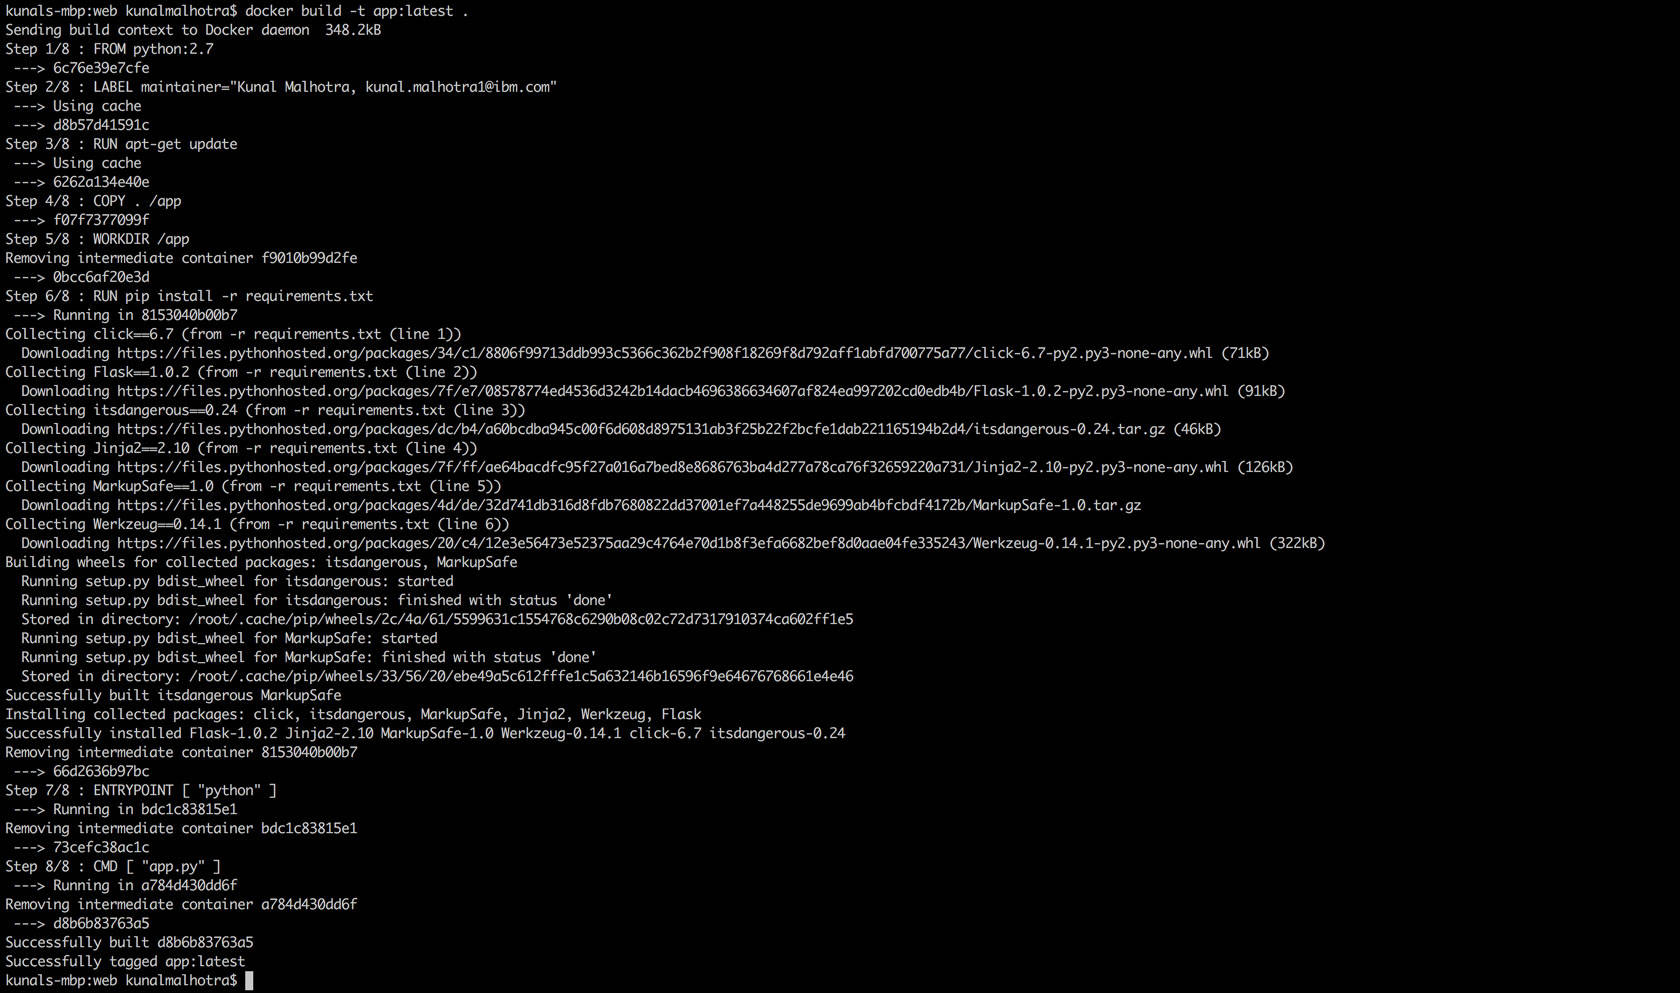 kunals-mbp:web kunalmalhotra$ docker build -t app:latest .
Sending build context to Docker daemon  348.2kB
Step 1/8 : FROM python:2.7
 ---> 6c76e39e7cfe
Step 2/8 : LABEL maintainer="Kunal Malhotra, kunal.malhotra1@ibm.com"
 ---> Using cache
 ---> d8b57d41591c
Step 3/8 : RUN apt-get update
 ---> Using cache
 ---> 6262a134e40e
Step 4/8 : COPY . /app
 ---> f07f7377099f
Step 5/8 : WORKDIR /app
Removing intermediate container f9010b99d2fe
 ---> 0bcc6af20e3d
Step 6/8 : RUN pip install -r requirements.txt
 ---> Running in 8153040b00b7
Collecting click==6.7 (from -r requirements.txt (line 1))
  Downloading https://files.pythonhosted.org/packages/34/c1/8806f99713ddb993c5366c362b2f908f18269f8d792aff1abfd700775a77/click-6.7-py2.py3-none-any.whl (71kB)
Collecting Flask==1.0.2 (from -r requirements.txt (line 2))
  Downloading https://files.pythonhosted.org/packages/7f/e7/08578774ed4536d3242b14dacb4696386634607af824ea997202cd0edb4b/Flask-1.0.2-py2.py3-none-any.whl (91kB)
Collecting itsdangerous==0.24 (from -r requirements.txt (line 3))
  Downloading https://files.pythonhosted.org/packages/dc/b4/a60bcdba945c00f6d608d8975131ab3f25b22f2bcfe1dab221165194b2d4/itsdangerous-0.24.tar.gz (46kB)
Collecting Jinja2==2.10 (from -r requirements.txt (line 4))
  Downloading https://files.pythonhosted.org/packages/7f/ff/ae64bacdfc95f27a016a7bed8e8686763ba4d277a78ca76f32659220a731/Jinja2-2.10-py2.py3-none-any.whl (126kB)
Collecting MarkupSafe==1.0 (from -r requirements.txt (line 5))
  Downloading https://files.pythonhosted.org/packages/4d/de/32d741db316d8fdb7680822dd37001ef7a448255de9699ab4bfcbdf4172b/MarkupSafe-1.0.tar.gz
Collecting Werkzeug==0.14.1 (from -r requirements.txt (line 6))
  Downloading https://files.pythonhosted.org/packages/20/c4/12e3e56473e52375aa29c4764e70d1b8f3efa6682bef8d0aae04fe335243/Werkzeug-0.14.1-py2.py3-none-any.whl (322kB)
Building wheels for collected packages: itsdangerous, MarkupSafe
  Running setup.py bdist_wheel for itsdangerous: started
  Running setup.py bdist_wheel for itsdangerous: finished with status 'done'
  Stored in directory: /root/.cache/pip/wheels/2c/4a/61/5599631c1554768c6290b08c02c72d7317910374ca602ff1e5
  Running setup.py bdist_wheel for MarkupSafe: started
  Running setup.py bdist_wheel for MarkupSafe: finished with status 'done'
  Stored in directory: /root/.cache/pip/wheels/33/56/20/ebe49a5c612fffe1c5a632146b16596f9e64676768661e4e46
Successfully built itsdangerous MarkupSafe
Installing collected packages: click, itsdangerous, MarkupSafe, Jinja2, Werkzeug, Flask
Successfully installed Flask-1.0.2 Jinja2-2.10 MarkupSafe-1.0 Werkzeug-0.14.1 click-6.7 itsdangerous-0.24
Removing intermediate container 8153040b00b7
 ---> 66d2636b97bc
Step 7/8 : ENTRYPOINT [ "python" ]
 ---> Running in bdc1c83815e1
Removing intermediate container bdc1c83815e1
 ---> 73cefc38ac1c
Step 8/8 : CMD [ "app.py" ]
 ---> Running in a784d430dd6f
Removing intermediate container a784d430dd6f
 ---> d8b6b83763a5
Successfully built d8b6b83763a5
Successfully tagged app:latest
kunals-mbp:web kunalmalhotra$